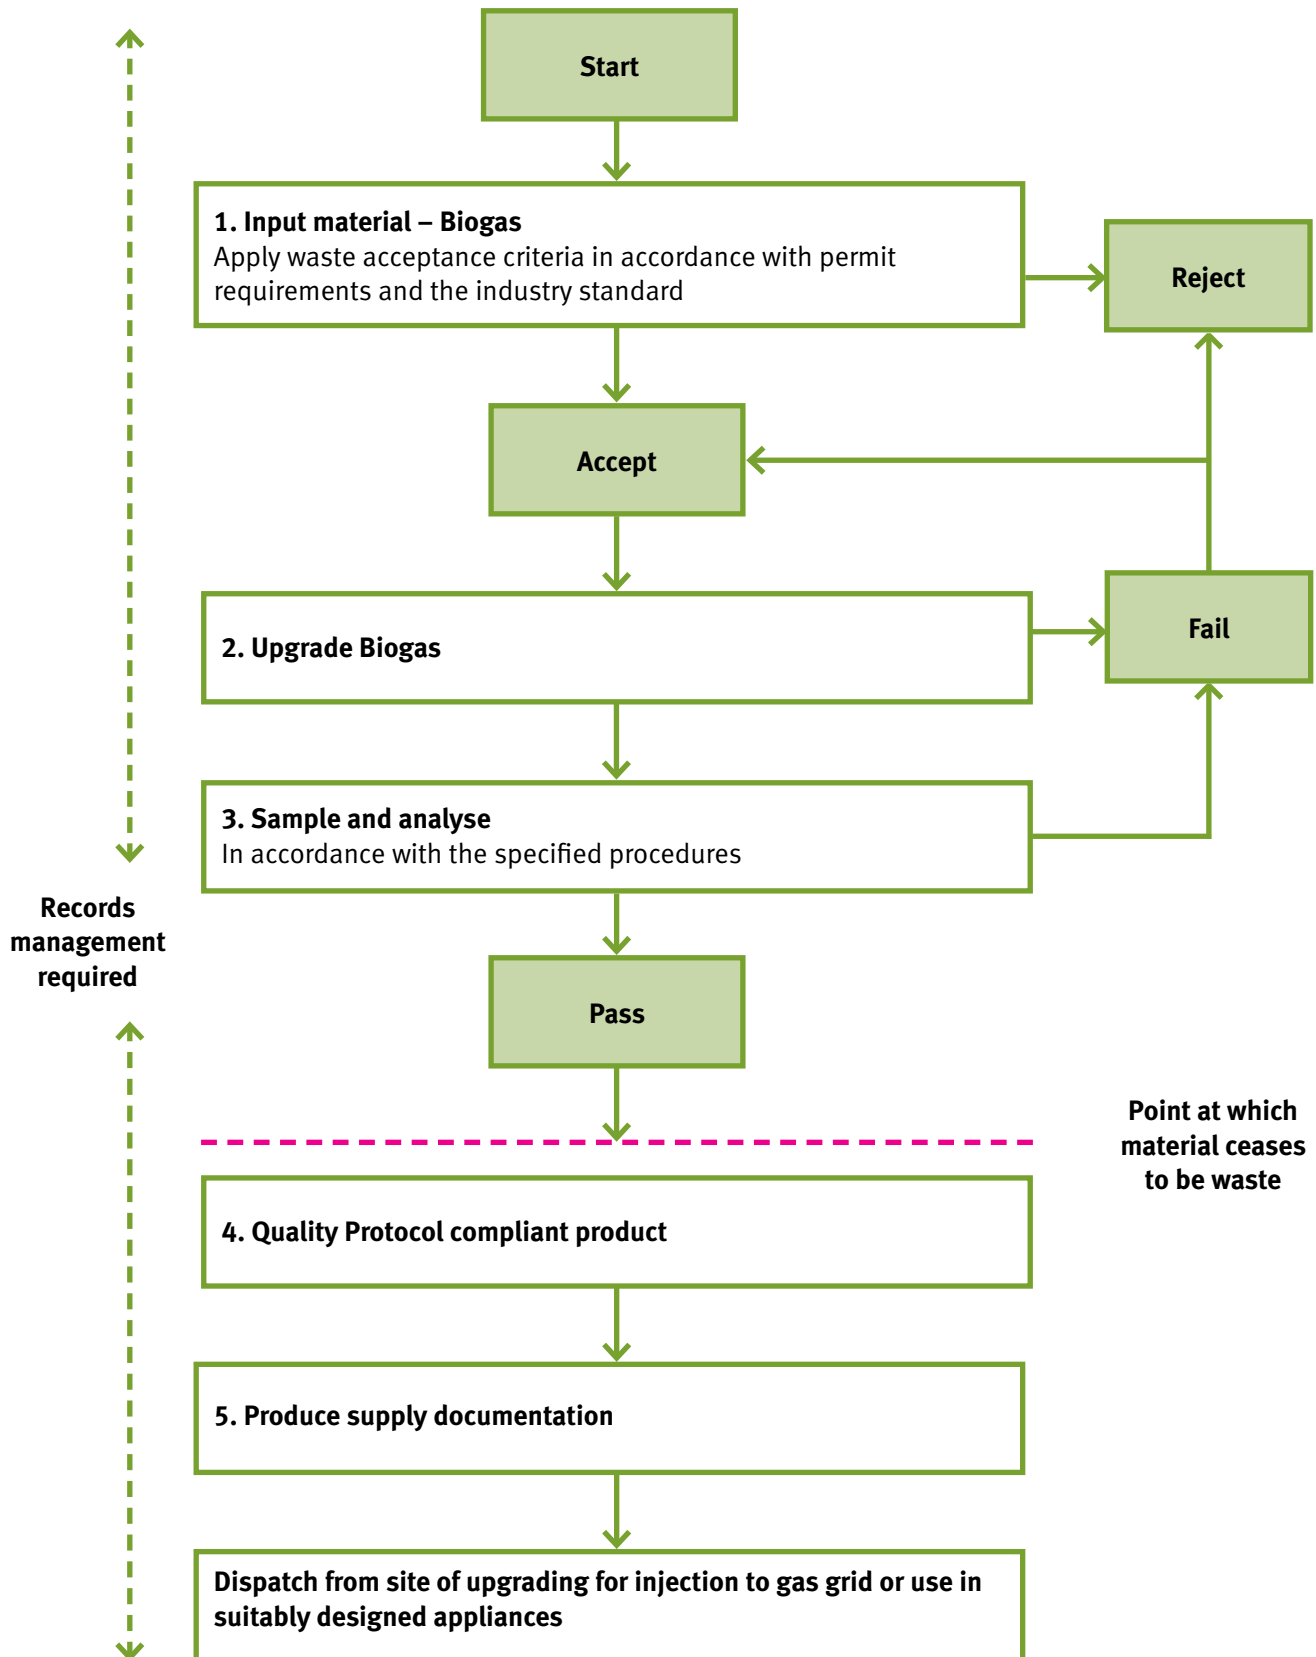 Start
1. Input material – Biogas
Apply waste acceptance criteria in accordance with permit
requirements and the industry standard
Reject
Accept
2. Upgrade Biogas
Fail
3. Sample and analyse
In accordance with the specified procedures
Records
management
required
Pass
Point at which
material ceases
to be waste
4. Quality Protocol compliant product
5. Produce supply documentation
Dispatch from site of upgrading for injection to gas grid or use in
suitably designed appliances